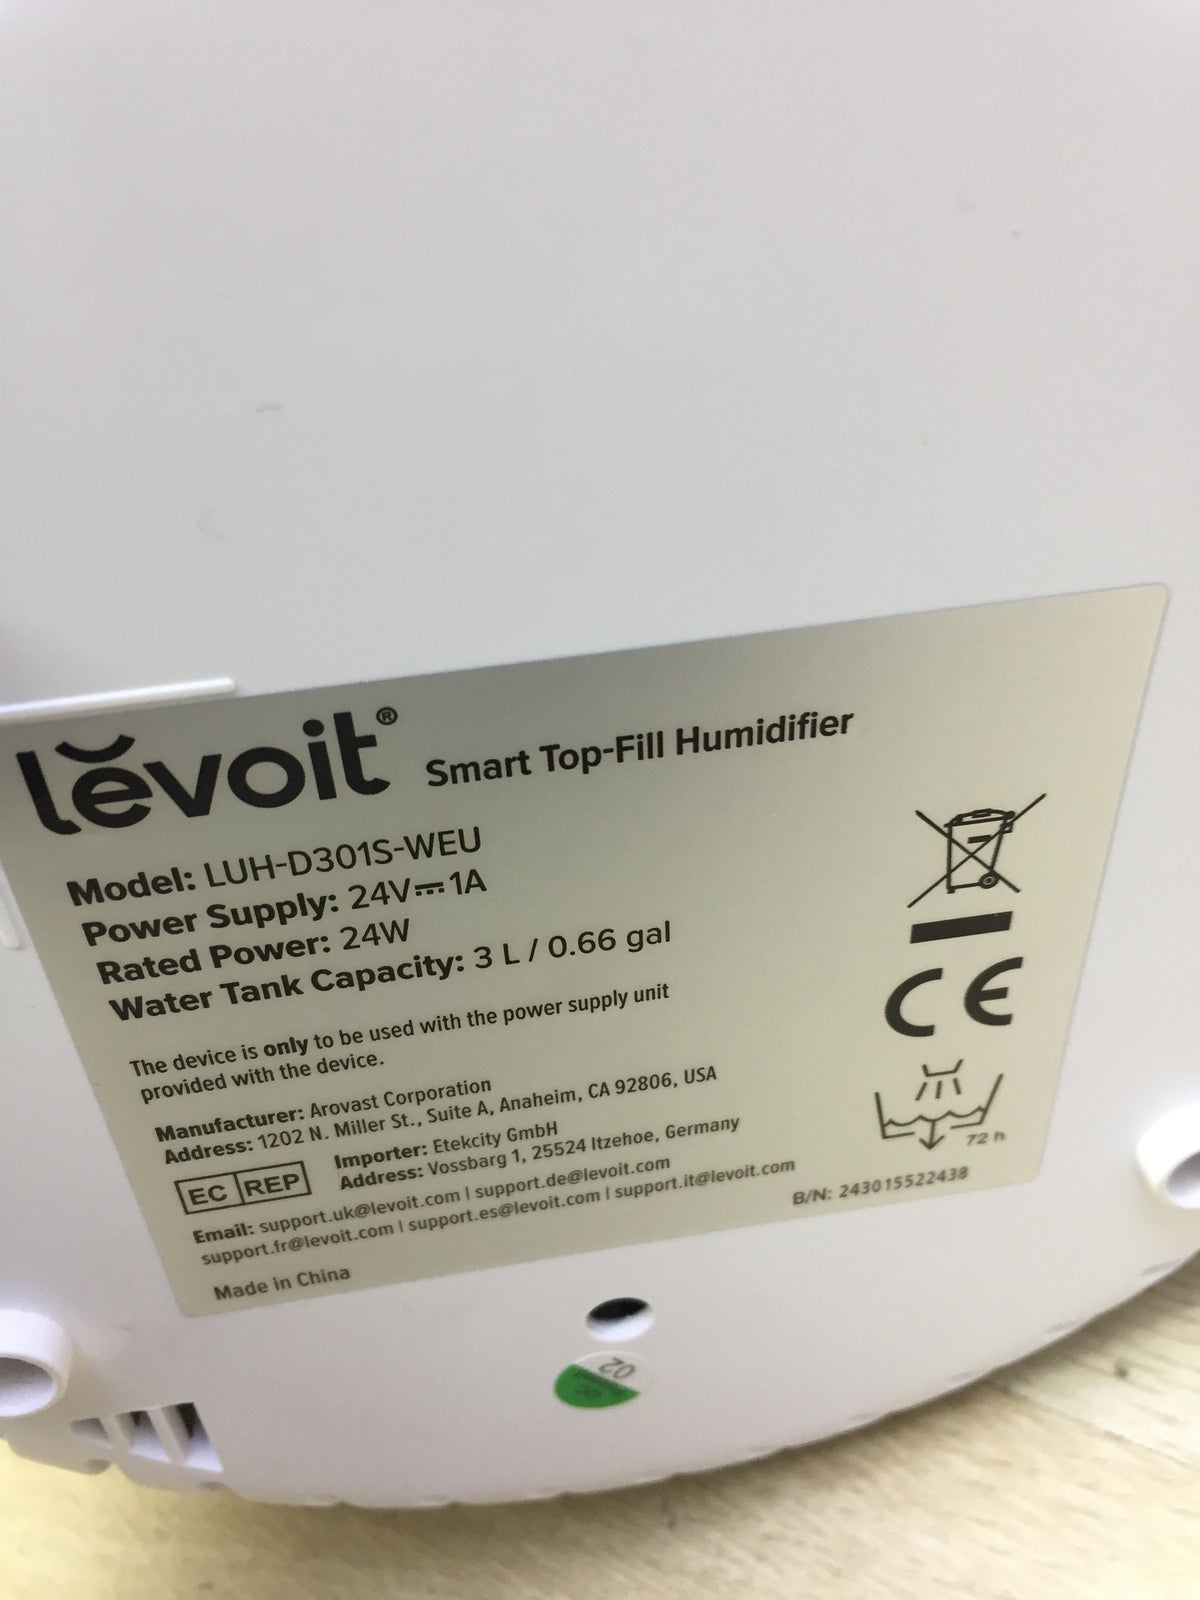 levoit® Smart Top-Fill Humidifier
Model: LUH-D301S-WEU
Power Supply: 24V⎓1A
Rated Power: 24W
Water Tank Capacity: 3 L / 0.66 gal
The device is only to be used with the power supply unit
provided with the device.
Manufacturer: Arovast Corporation
Address: 1202 N. Miller St., Suite A, Anaheim, CA 92806, USA
EC REP
Importer: Etekcity GmbH
Address: Vossbarg 1, 25524 Itzehoe, Germany
Email: support.uk@levoit.com | support.de@levoit.com
support.fr@levoit.com | support.es@levoit.com | support.it@levoit.com
Made in China
CE
72 h
B/N: 243015522438
02